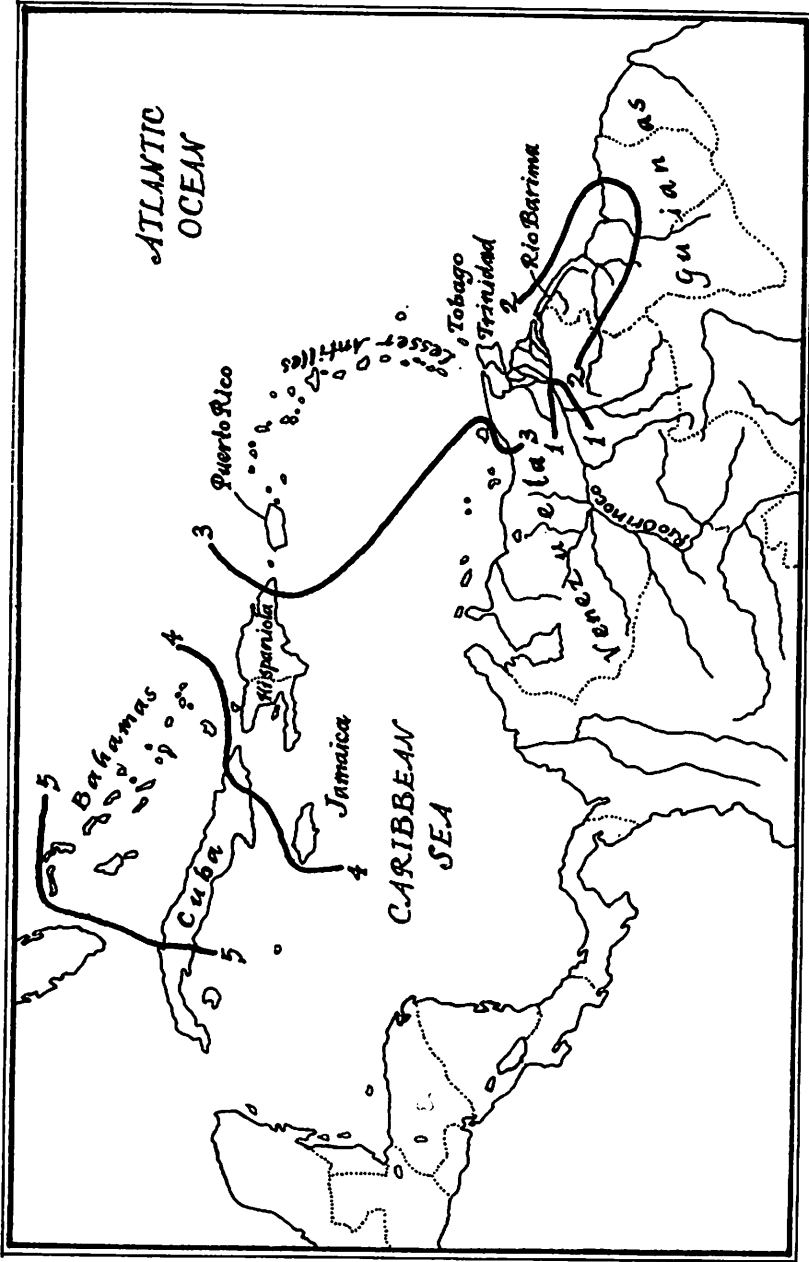 ATLANTIC
OCEAN
5
5
Bahamas
4
4
3
3
Cuba
Hispaniola
Puerto Rico
Jamaica
Lesser Antilles
CARIBBEAN
SEA
Tobago
Trinidad
Rio Barima
2
2
1
1
Venezuela
Rio Orinoco
Guianas